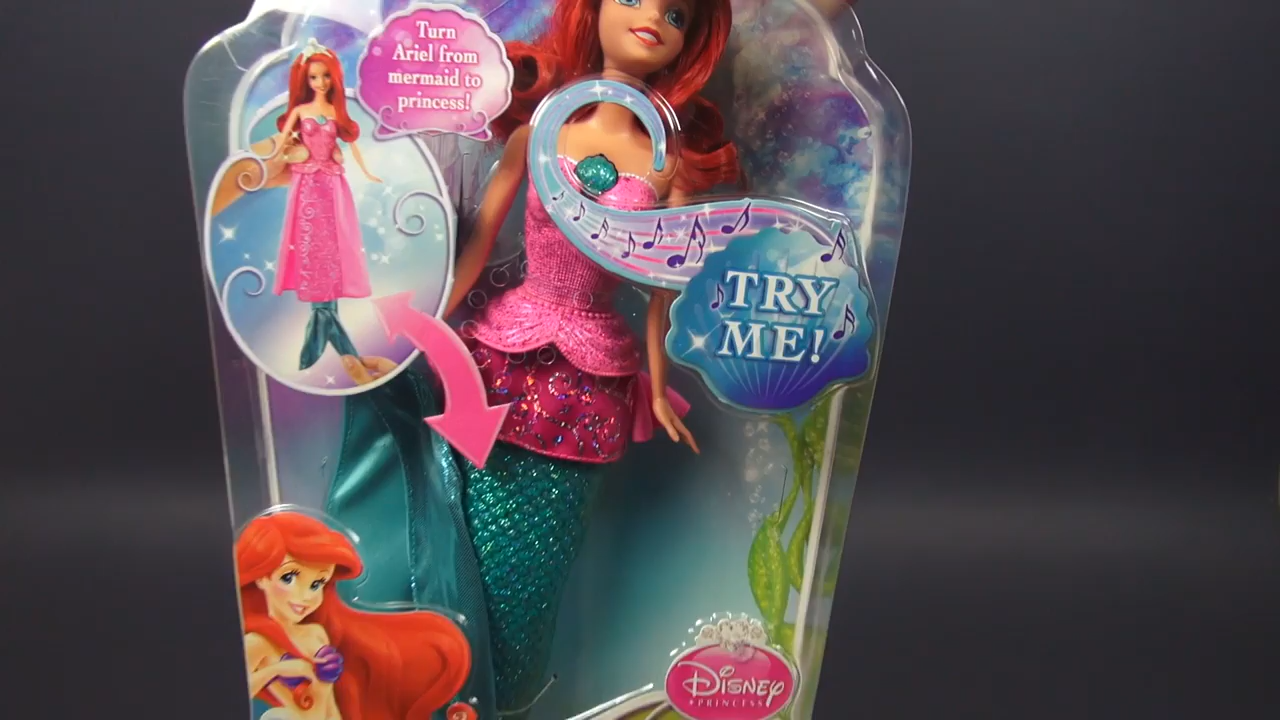 Turn
Ariel from
mermaid to
princess!
TRY
ME!
Disney
PRINCESS